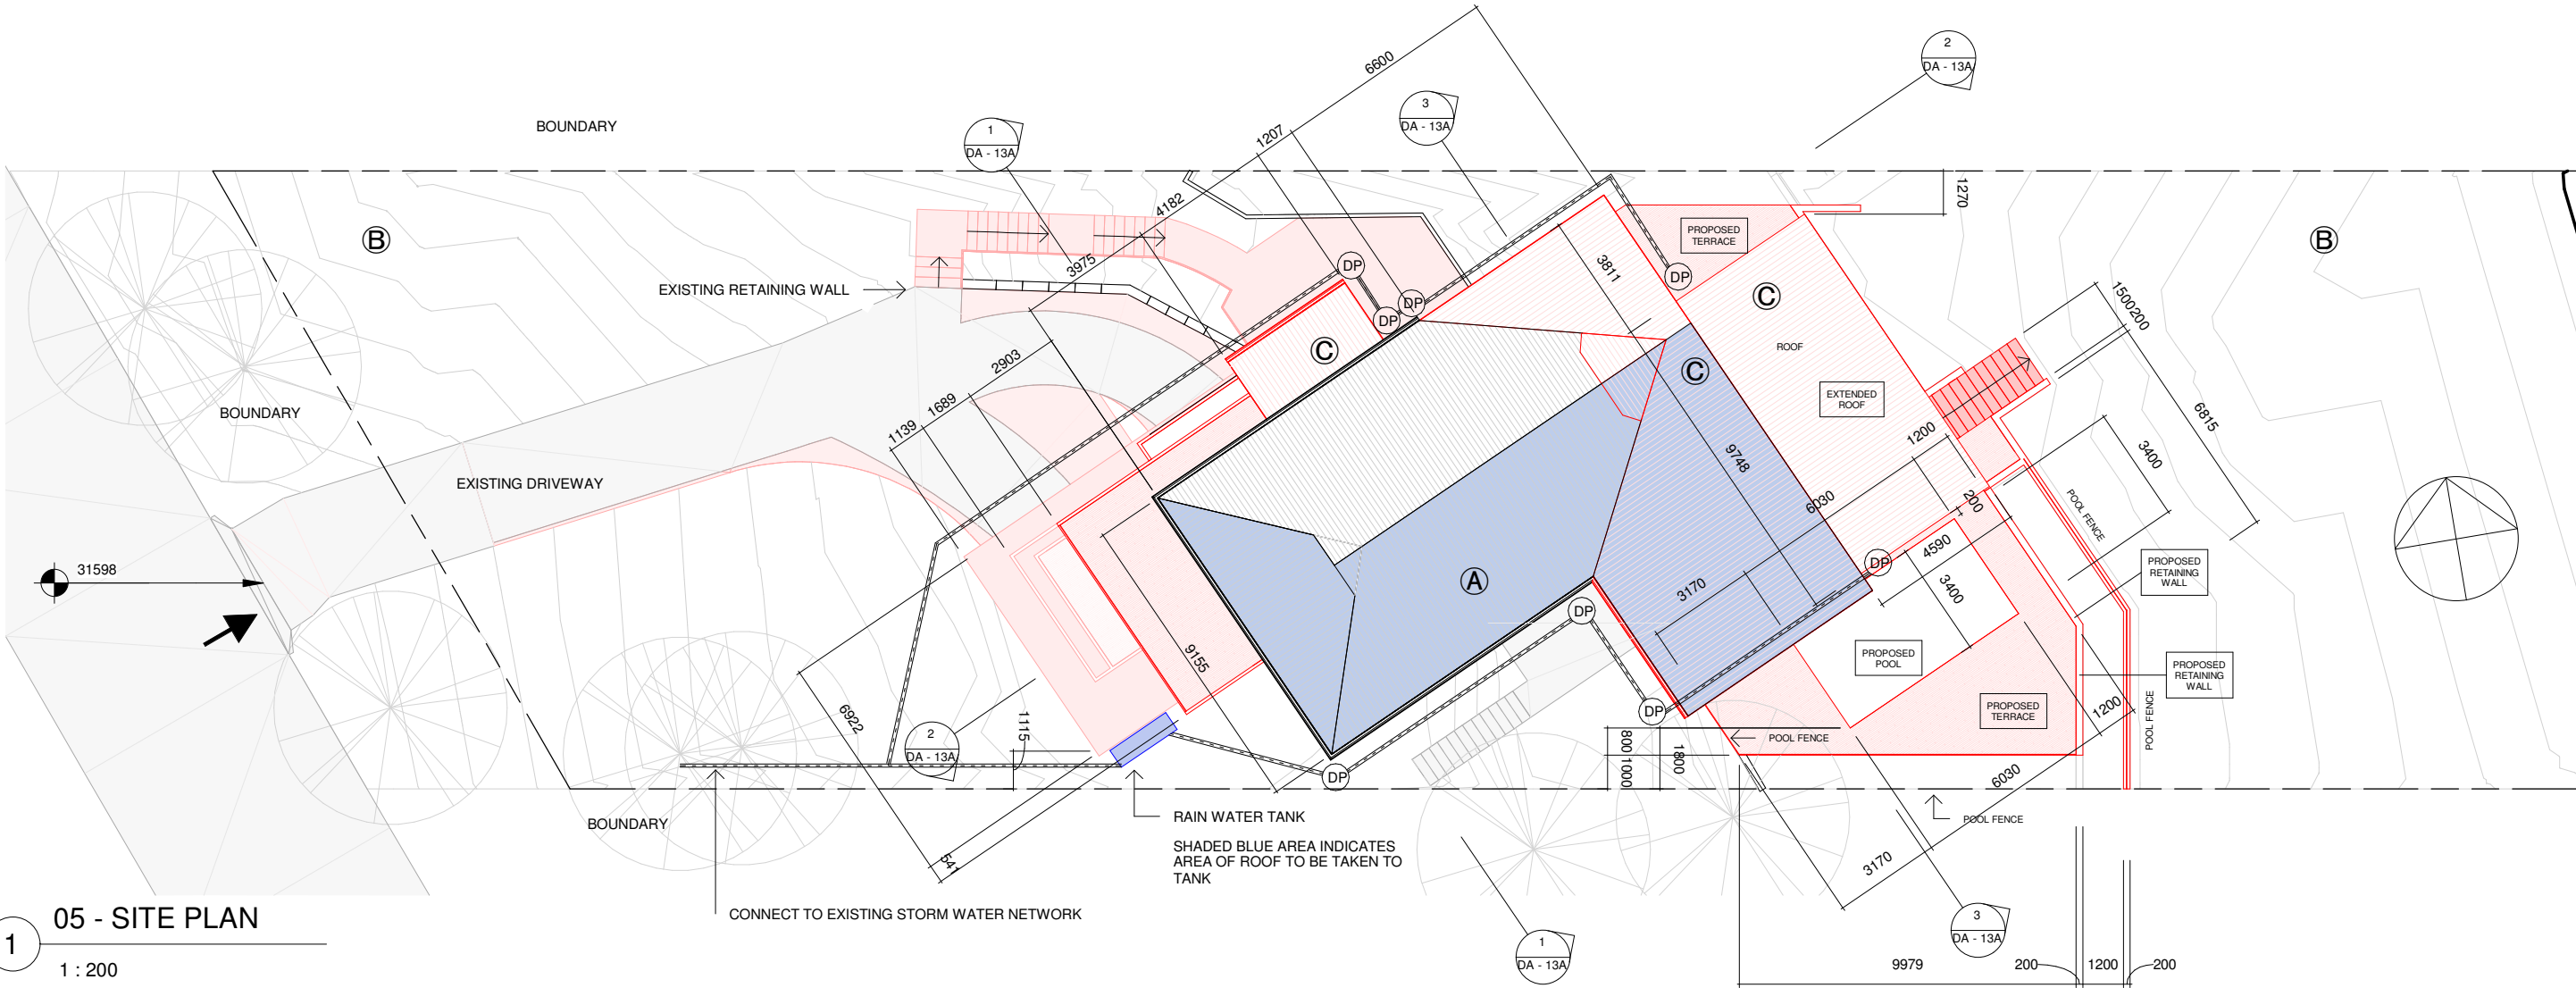 6600
2
DA - 13A
3
DA - 13A
BOUNDARY
1
DA - 13A
1207
1270
4182
B
PROPOSED
TERRACE
B
3975
3811
DP
DP
DP
DP
EXISTING RETAINING WALL
C
1500
200
C
ROOF
2903
C
EXTENDED
ROOF
BOUNDARY
1689
1139
1200
6815
3400
9748
EXISTING DRIVEWAY
6030
200
POOL FENCE
4590
31598
DP
3170
3400
A
DP
PROPOSED
RETAINING
WALL
9155
PROPOSED
POOL
PROPOSED
RETAINING
WALL
6922
1115
2
DA - 13A
DP
PROPOSED
TERRACE
1200
POOL FENCE
800
1000
1800
POOL FENCE
DP
6030
RAIN WATER TANK
BOUNDARY
POOL FENCE
SHADED BLUE AREA INDICATES
AREA OF ROOF TO BE TAKEN TO
TANK
541
3170
CONNECT TO EXISTING STORM WATER NETWORK
1
DA - 13A
3
DA - 13A
9979
200
1200
200
1
05 - SITE PLAN
1 : 200